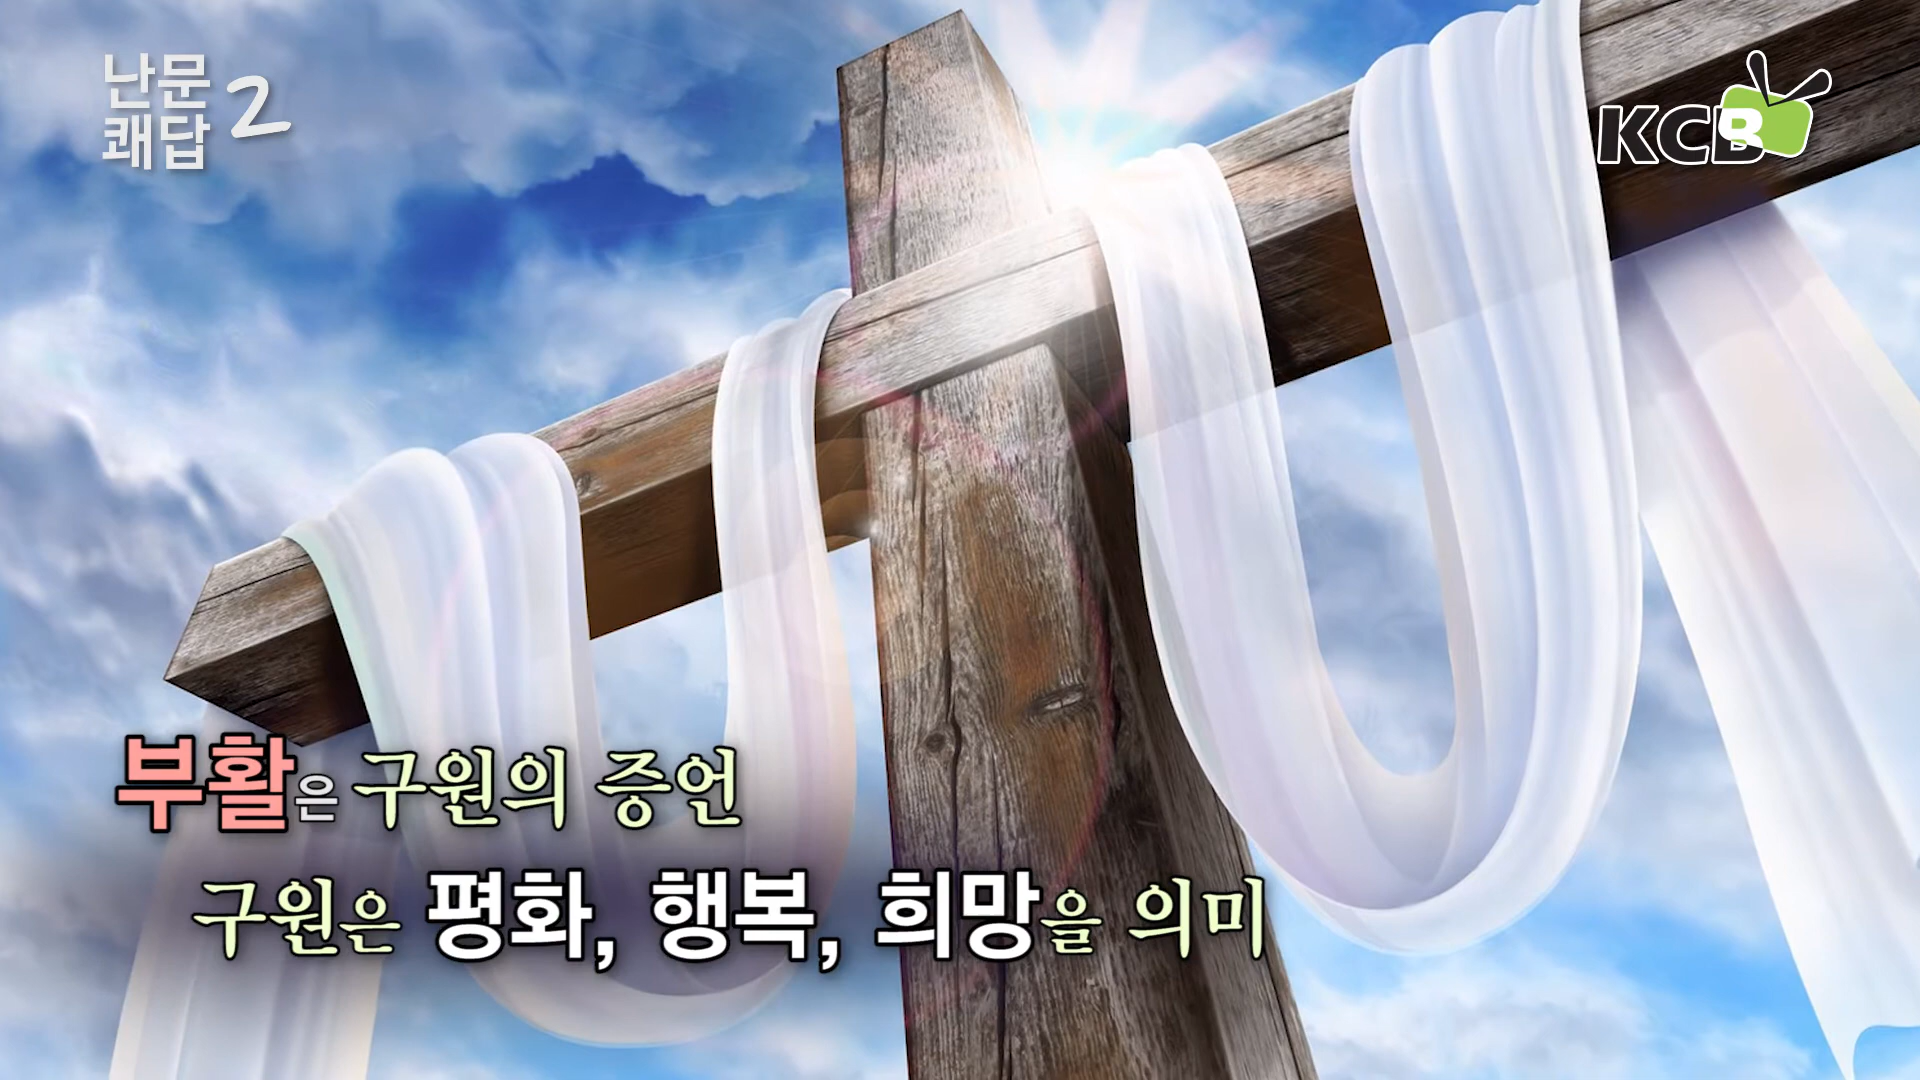 난문
쾌답 2
KCB
부활은 구원의 증언
구원은 평화, 행복, 희망을 의미